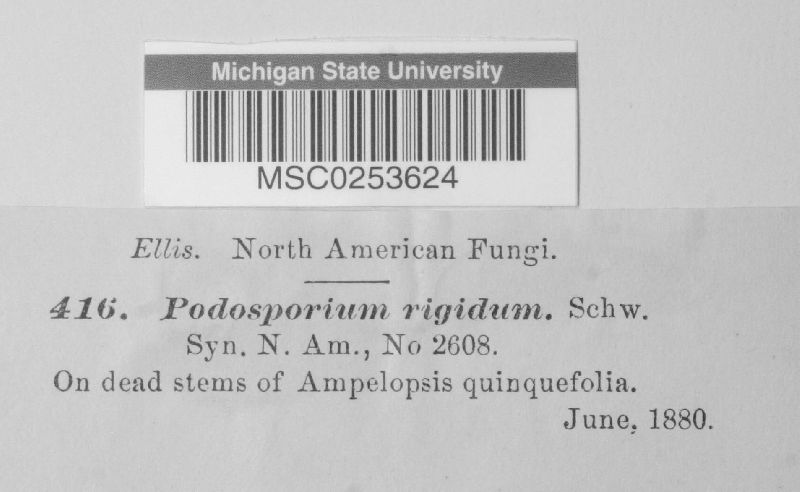 Michigan State University
MSC0253624
Ellis. North American Fungi.
416. Podosporium rigidum. Schw.
Syn. N. Am., No 2608.
On dead stems of Ampelopsis quinquefolia.
June, 1880.